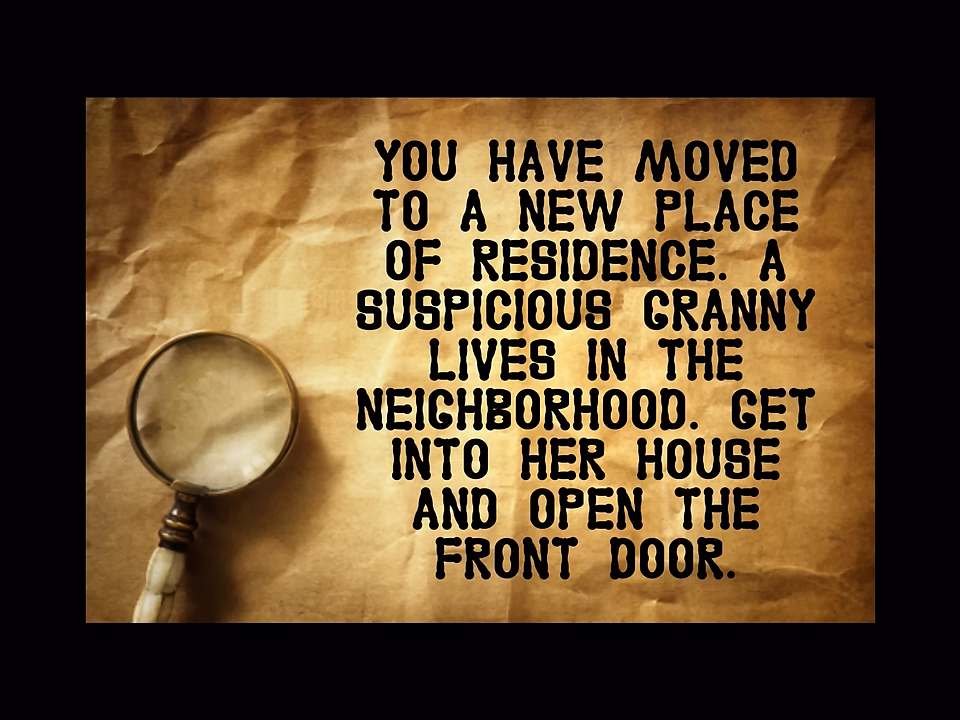 YOU HAVE MOVED
TO A NEW PLACE
OF RESIDENCE. A
SUSPICIOUS GRANNY
LIVES IN THE
NEIGHBORHOOD. GET
INTO HER HOUSE
AND OPEN THE
FRONT DOOR.